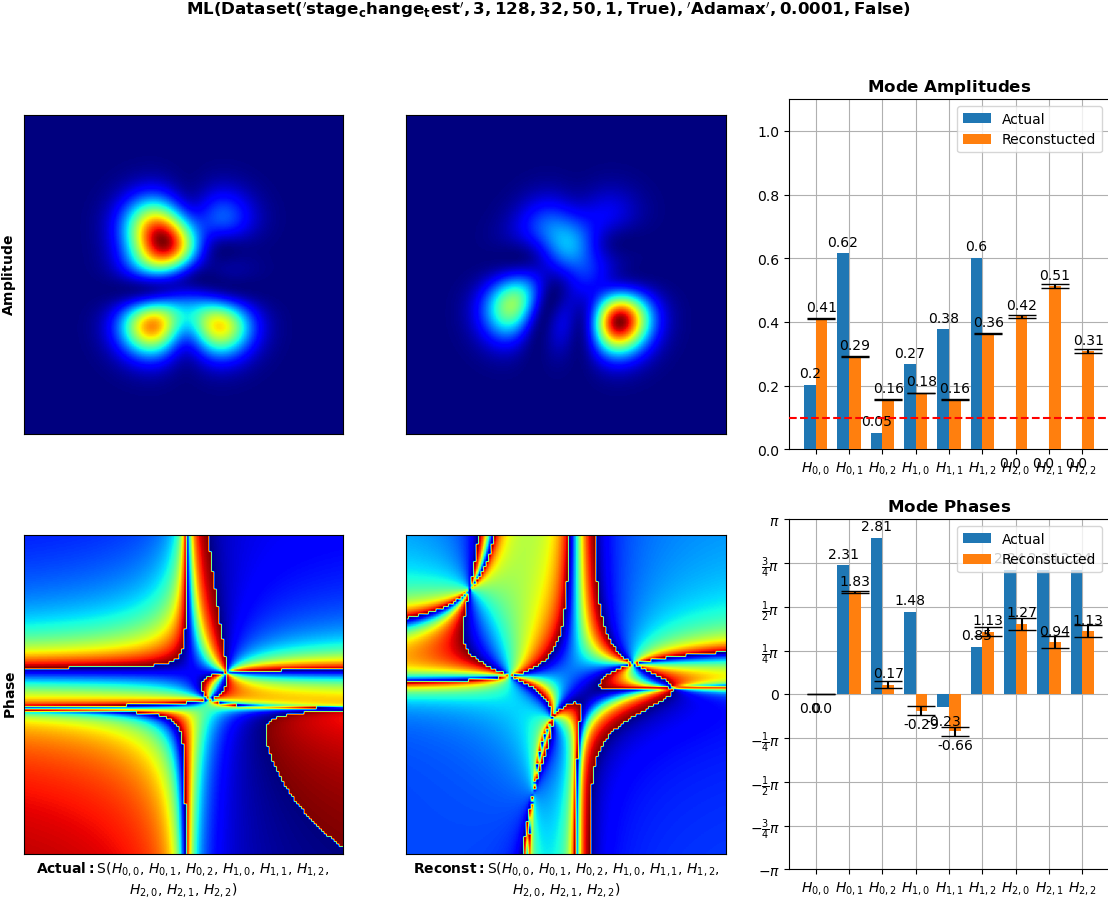 ML(Dataset('stage_change_test', 3, 128, 32, 50, 1, True), 'Adamax', 0.0001, False)
Mode Amplitudes
Actual
Reconstucted
1.0
0.8
0.6
0.4
0.2
0.0
0.2
0.41
0.62
0.29
0.05
0.16
0.27
0.18
0.38
0.16
0.6
0.36
0.0
0.42
0.0
0.51
0.0
0.31
H0,0 H0,1 H0,2 H1,0 H1,1 H1,2 H2,0 H2,1 H2,2
Amplitude
Mode Phases
Actual
Reconstucted
π
3/4π
1/2π
1/4π
0
−1/4π
−1/2π
−3/4π
−π
0.0
0.0
2.31
1.83
2.81
0.17
1.48
-0.29
-0.23
-0.66
0.85
1.13
1.27
0.94
1.13
H0,0 H0,1 H0,2 H1,0 H1,1 H1,2 H2,0 H2,1 H2,2
Phase
Actual: S(H0,0, H0,1, H0,2, H1,0, H1,1, H1,2,
H2,0, H2,1, H2,2)
Reconst: S(H0,0, H0,1, H0,2, H1,0, H1,1, H1,2,
H2,0, H2,1, H2,2)